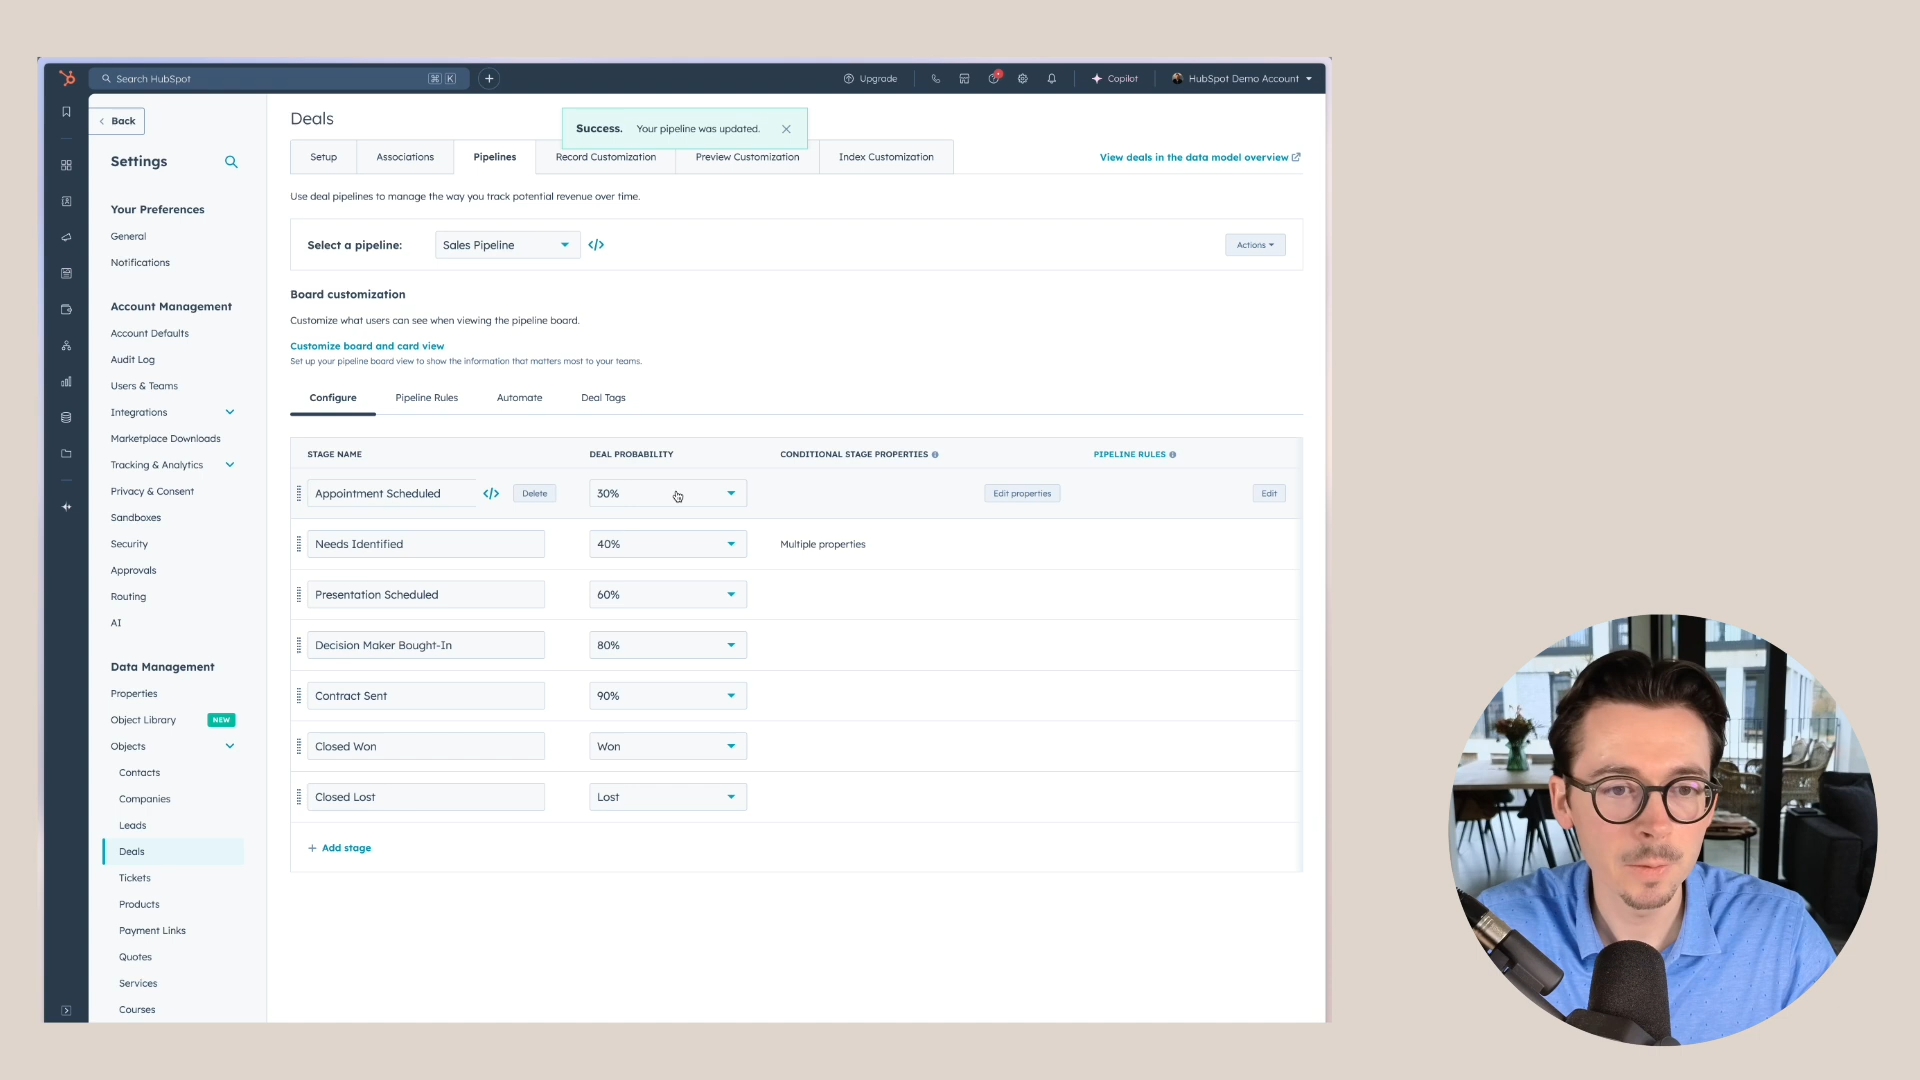 Search HubSpot
⌘ K
Upgrade
Copilot
HubSpot Demo Account
Back
Settings
Your Preferences
General
Notifications
Account Management
Account Defaults
Audit Log
Users & Teams
Integrations
Marketplace Downloads
Tracking & Analytics
Privacy & Consent
Sandboxes
Security
Approvals
Routing
AI
Data Management
Properties
Object Library NEW
Objects
Contacts
Companies
Leads
Deals
Tickets
Products
Payment Links
Quotes
Services
Courses
Deals
Success. Your pipeline was updated.
Setup
Associations
Pipelines
Record Customization
Preview Customization
Index Customization
View deals in the data model overview
Use deal pipelines to manage the way you track potential revenue over time.
Select a pipeline:
Sales Pipeline
</>
Actions
Board customization
Customize what users can see when viewing the pipeline board.
Customize board and card view
Set up your pipeline board view to show the information that matters most to your teams.
Configure
Pipeline Rules
Automate
Deal Tags
STAGE NAME
DEAL PROBABILITY
CONDITIONAL STAGE PROPERTIES
PIPELINE RULES
Appointment Scheduled </> Delete 30% Edit properties Edit
Needs Identified 40% Multiple properties
Presentation Scheduled 60%
Decision Maker Bought-In 80%
Contract Sent 90%
Closed Won Won
Closed Lost Lost
+ Add stage